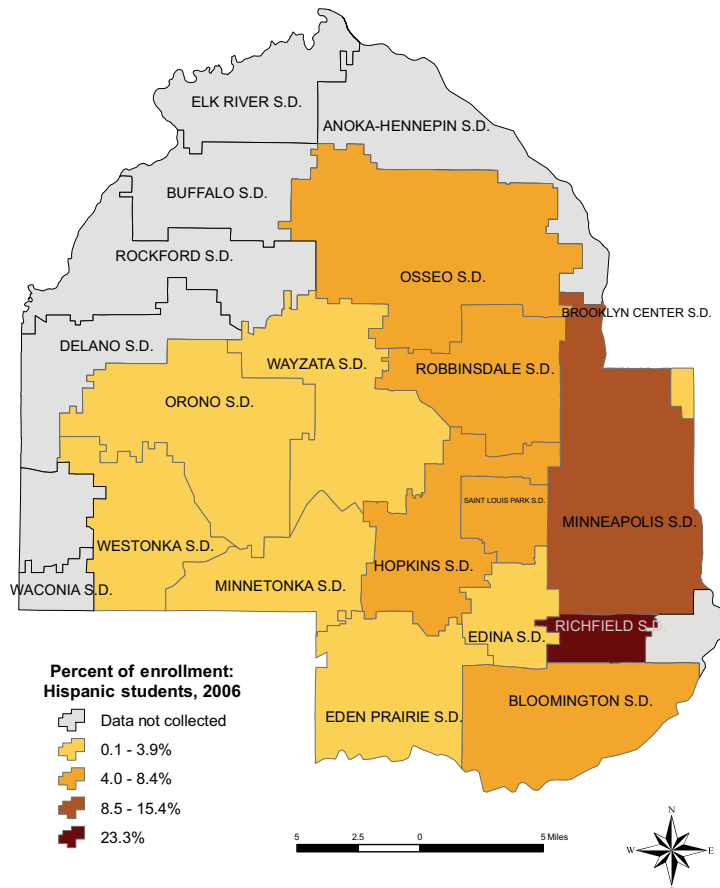 ELK RIVER S.D.
ANOKA-HENNEPIN S.D.
BUFFALO S.D.
ROCKFORD S.D.
OSSEO S.D.
BROOKLYN CENTER S.D.
DELANO S.D.
WAYZATA S.D.
ROBBINSDALE S.D.
ORONO S.D.
SAINT LOUIS PARK S.D.
MINNEAPOLIS S.D.
WESTONKA S.D.
HOPKINS S.D.
WACONIA S.D.
MINNETONKA S.D.
RICHFIELD S.D.
EDINA S.D.
BLOOMINGTON S.D.
EDEN PRAIRIE S.D.
Percent of enrollment:
Hispanic students, 2006
Data not collected
0.1 - 3.9%
4.0 - 8.4%
8.5 - 15.4%
23.3%
5 2.5 0 5 Miles
N
W E
S